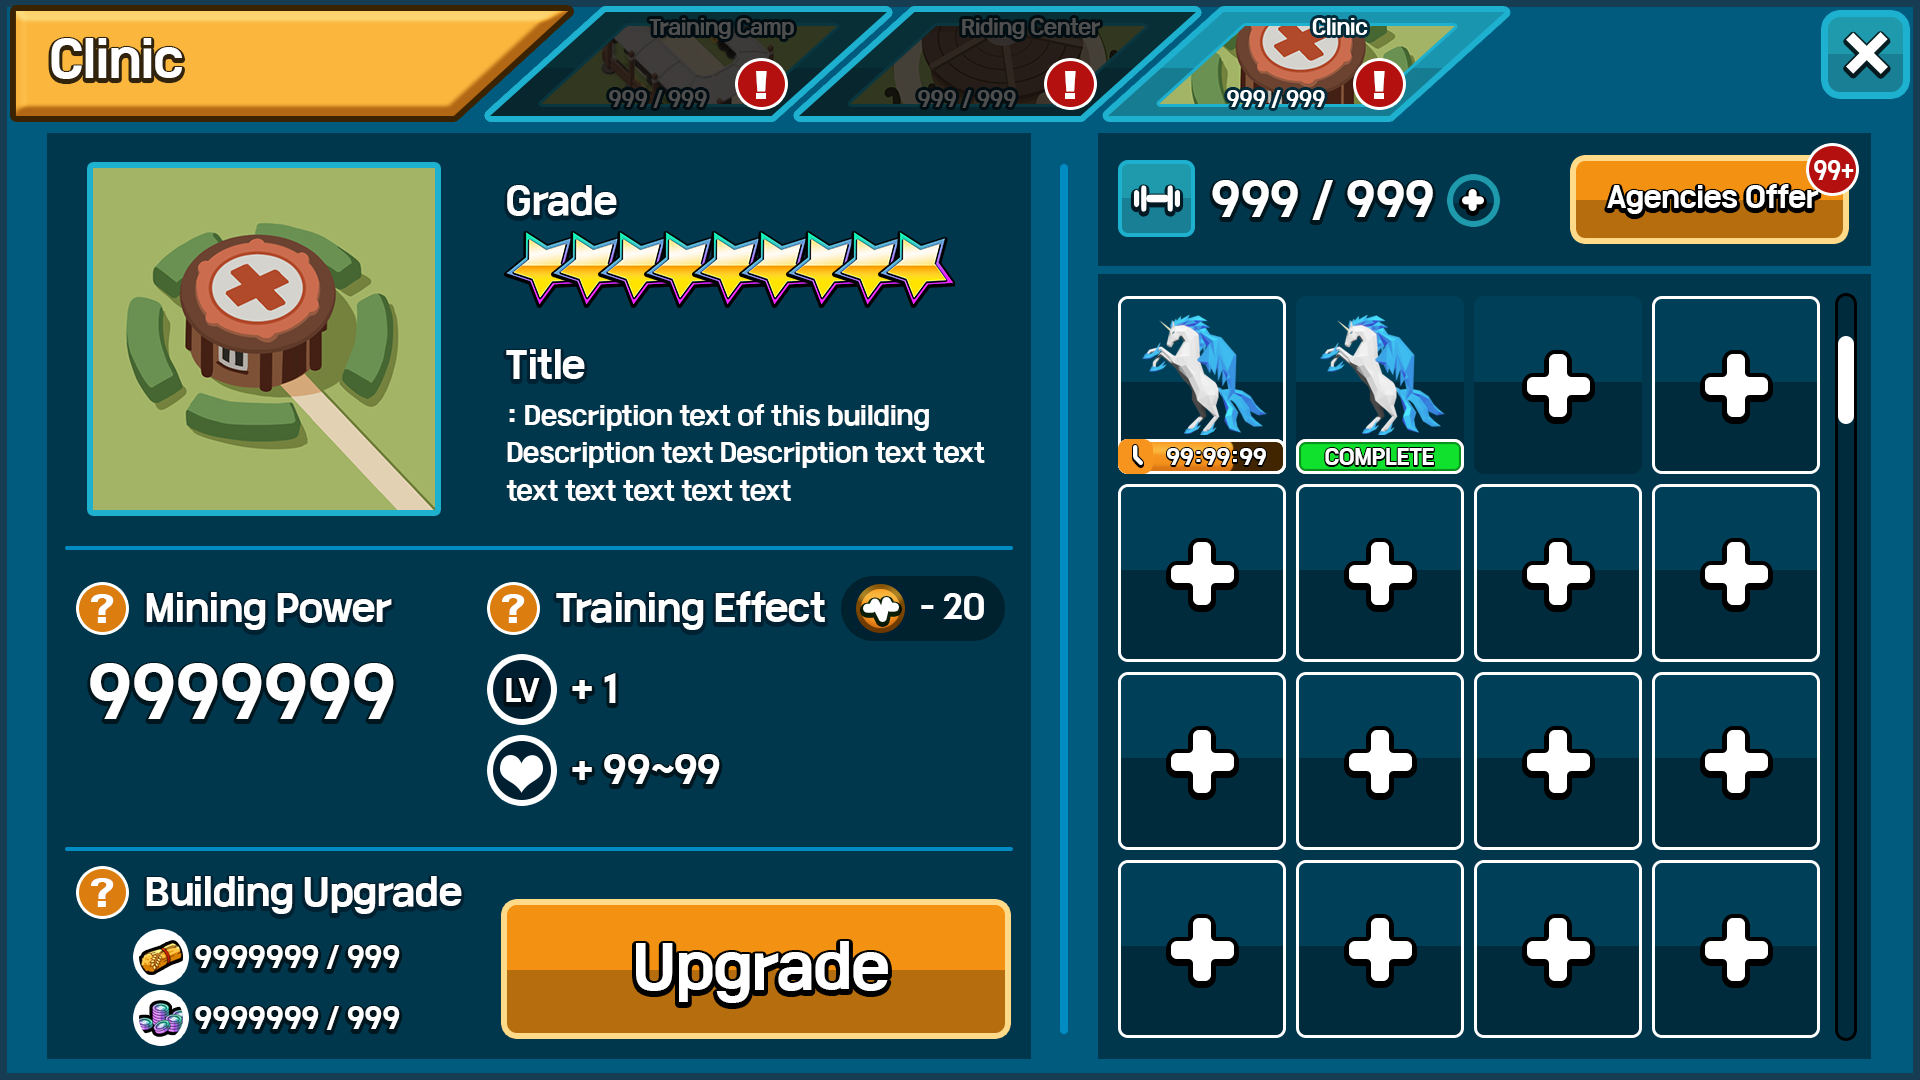 Clinic
Training Camp
999 / 999
!
Riding Center
999 / 999
!
Clinic
999 / 999
!
Grade
Title
: Description text of this building
Description text Description text text
text text text text text
? Mining Power
9999999
? Training Effect - 20
LV + 1
+ 99~99
? Building Upgrade
9999999 / 999
9999999 / 999
Upgrade
999 / 999
Agencies Offer
99+
99:99:99
COMPLETE